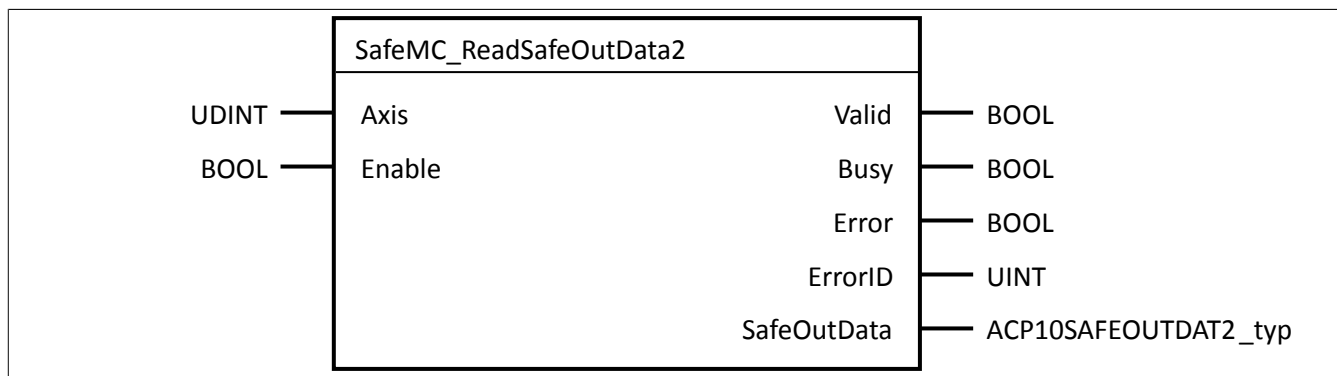 SafeMC_ReadSafeOutData2
UDINT Axis Valid BOOL
BOOL Enable Busy BOOL
Error BOOL
ErrorID UINT
SafeOutData ACP10SAFEOUTDAT2_typ